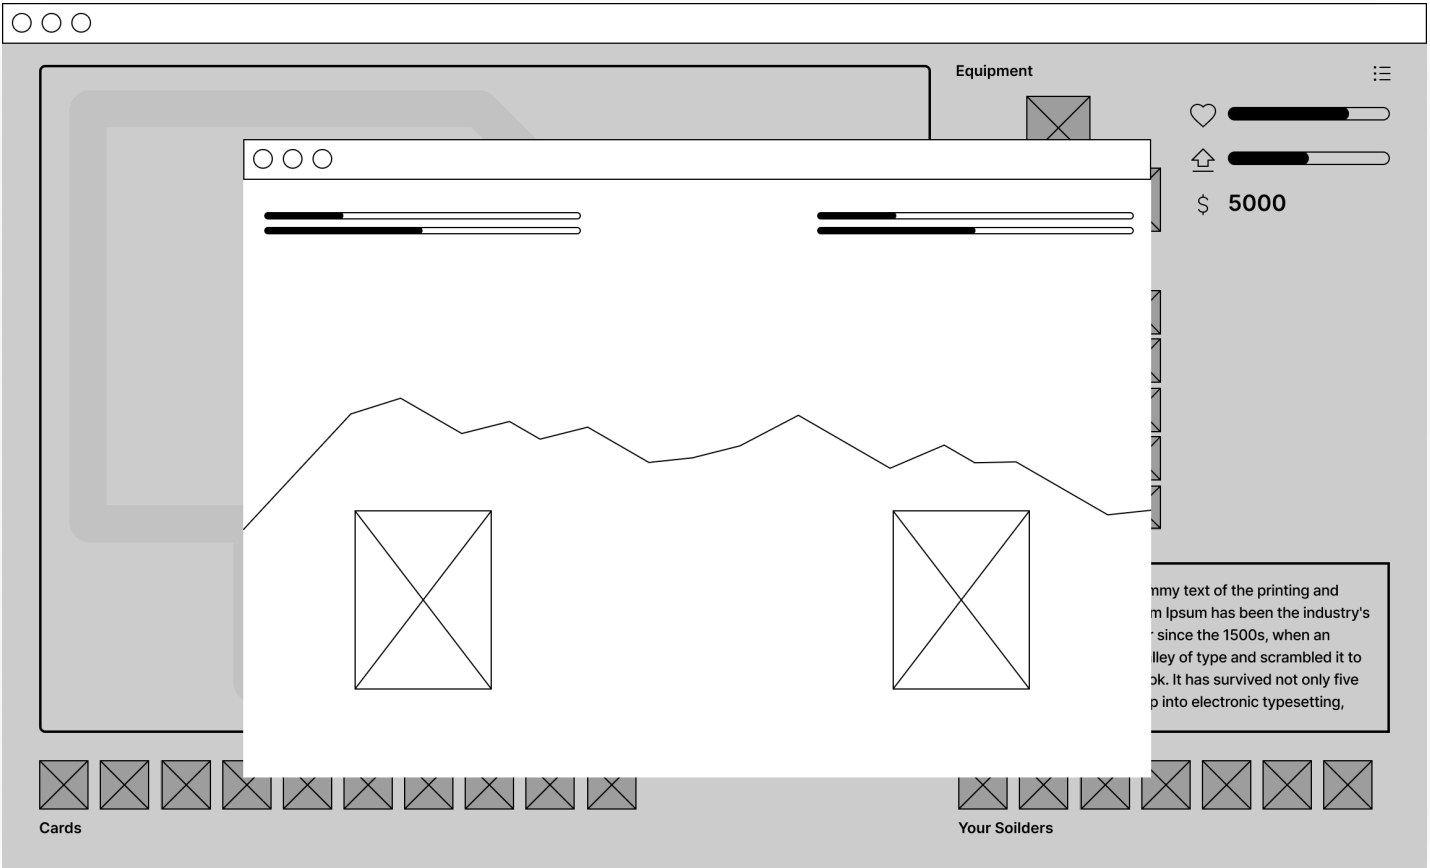 Equipment
$ 5000
mmy text of the printing and
m Ipsum has been the industry's
since the 1500s, when an
lley of type and scrambled it to
ok. It has survived not only five
p into electronic typesetting,
Cards
Your Soilders